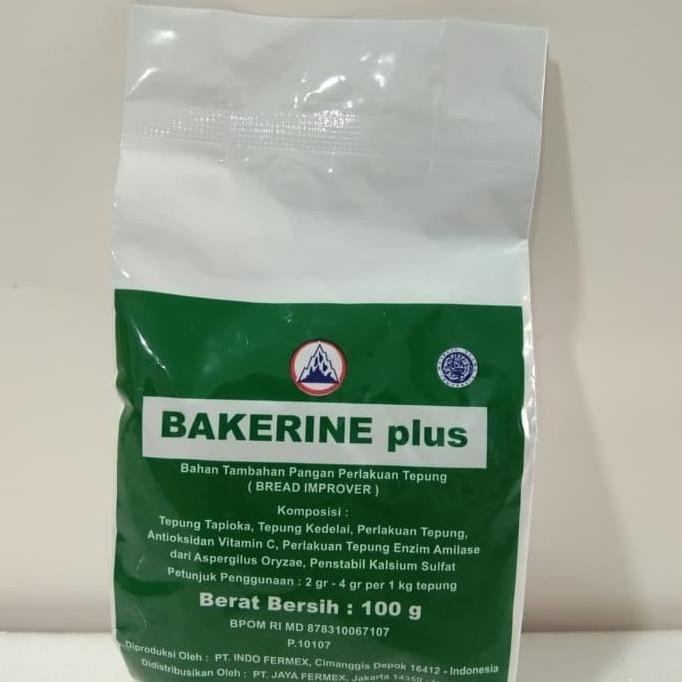 BAKERINE plus
Bahan Tambahan Pangan Perlakuan Tepung
( BREAD IMPROVER )
Komposisi :
Tepung Tapioka, Tepung Kedelai, Perlakuan Tepung,
Antioksidan Vitamin C, Perlakuan Tepung Enzim Amilase
dari Aspergilus Oryzae, Penstabil Kalsium Sulfat
Petunjuk Penggunaan : 2 gr - 4 gr per 1 kg tepung
Berat Bersih : 100 g
BPOM RI MD 878310067107
P.10107
Diproduksi Oleh : PT. INDO FERMEX, Cimanggis Depok 16412 - Indonesia
Didistribusikan Oleh : PT. JAYA FERMEX, Jakarta 14350 -